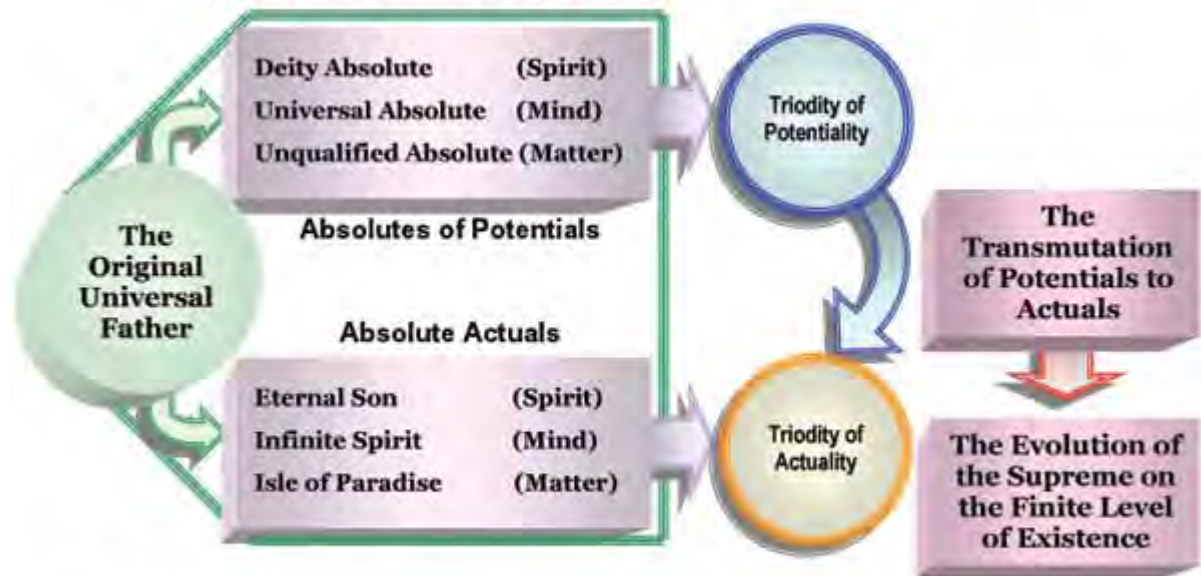 The
Original
Universal
Father
Deity Absolute (Spirit)
Universal Absolute (Mind)
Unqualified Absolute (Matter)
Absolutes of Potentials
Absolute Actuals
Eternal Son (Spirit)
Infinite Spirit (Mind)
Isle of Paradise (Matter)
Triodity of
Potentiality
Triodity of
Actuality
The
Transmutation
of Potentials to
Actuals
The Evolution of
the Supreme on
the Finite Level
of Existence